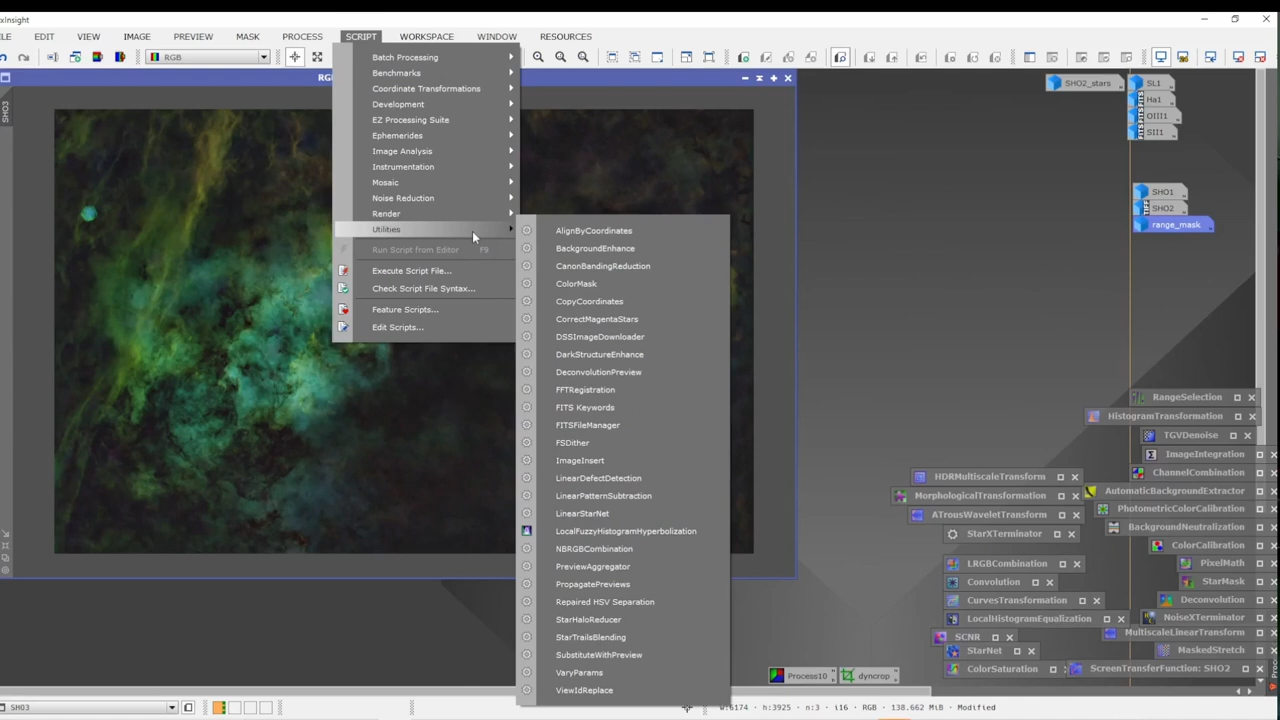 xInsight
ILE EDIT VIEW IMAGE PROCESS MASK SCRIPT PREVIEW WORKSPACE WINDOW RESOURCES
RGB
RG
SHO3
Batch Processing
Benchmarks
Coordinate Transformations
Development
EZ Processing Suite
Ephemerides
Image Analysis
Instrumentation
Mosaic
Noise Reduction
Render
Utilities
Run Script from Editor F9
Execute Script File...
Check Script File Syntax...
Feature Scripts...
Edit Scripts...
AlignByCoordinates
BackgroundEnhance
CanonBandingReduction
ColorMask
CopyCoordinates
CorrectMagentaStars
DSSImageDownloader
DarkStructureEnhance
DeconvolutionPreview
FFTRegistration
FITS Keywords
FITSFileManager
FSDither
ImageInsert
LinearDefectDetection
LinearPatternSubtraction
LinearStarNet
LocalFuzzyHistogramHyperbolization
NBRGBCombination
PreviewAggregator
PropagatePreviews
Repaired HSV Separation
StarHaloReducer
StarTrailsBlending
SubstituteWithPreview
VaryParams
ViewIdReplace
SHO2_stars
SL1
Ha1
OIII1
SII1
SHO1
SHO2
range_mask
RangeSelection
HistogramTransformation
TGVDenoise
ImageIntegration
ChannelCombination
HDRMultiscaleTransform
AutomaticBackgroundExtractor
MorphologicalTransformation
PhotometricColorCalibration
ATrousWaveletTransform
BackgroundNeutralization
StarXTerminator
ColorCalibration
LRGBCombination
PixelMath
Convolution
StarMask
CurvesTransformation
Deconvolution
LocalHistogramEqualization
NoiseXTerminator
SCNR
MultiscaleLinearTransform
StarNet
MaskedStretch
ColorSaturation
ScreenTransferFunction: SHO2
Process10
dyncrop
SHO3
W:6174 · h:3925 · n:3 · i16 · RGB · 138.662 MiB · Modified